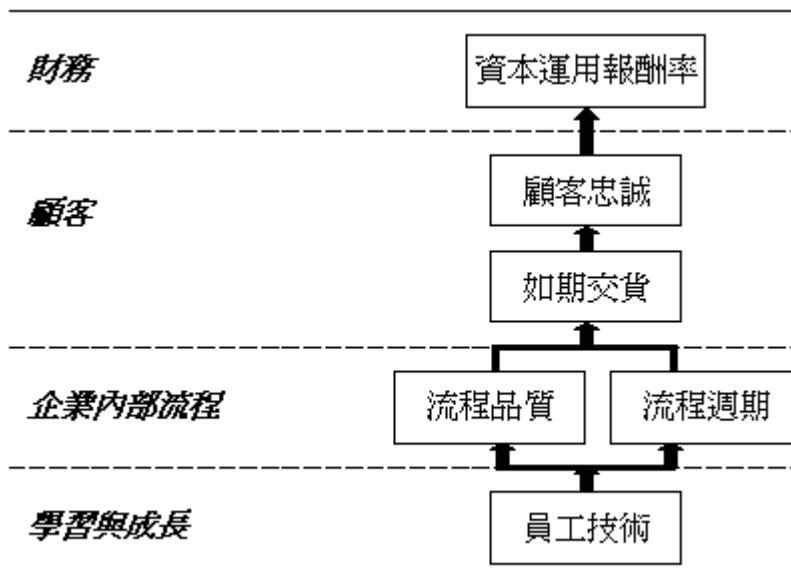 財務
資本運用報酬率
顧客
顧客忠誠
如期交貨
企業內部流程
流程品質
流程週期
學習與成長
員工技術